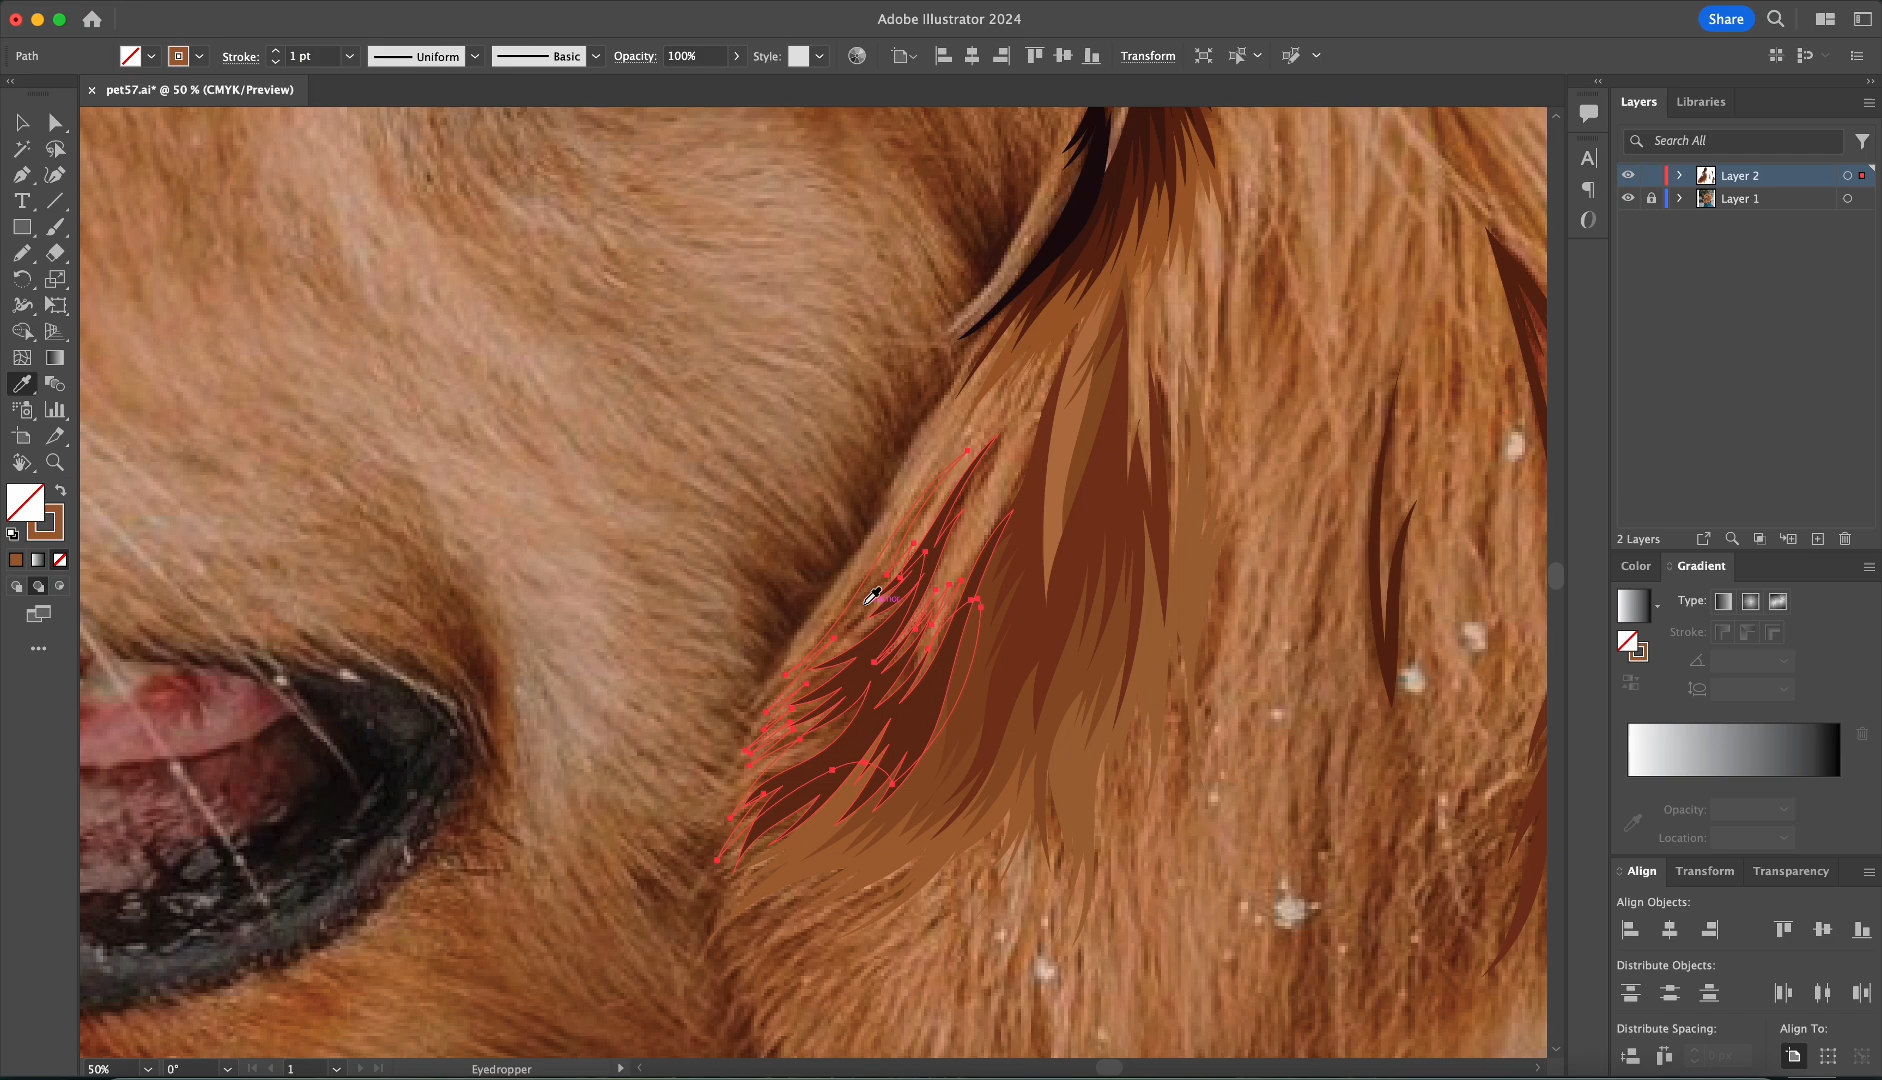 Adobe Illustrator 2024
Share
Path
Stroke:
1 pt
Uniform
Basic
Opacity:
100%
Style:
Transform
pet57.ai* @ 50 % (CMYK/Preview)
Layers
Libraries
Search All
Layer 2
Layer 1
2 Layers
Color
Gradient
Type:
Stroke:
Opacity:
Location:
Align
Transform
Transparency
Align Objects:
Distribute Objects:
Distribute Spacing:
Align To:
0 px
50%
0°
1
Eyedropper